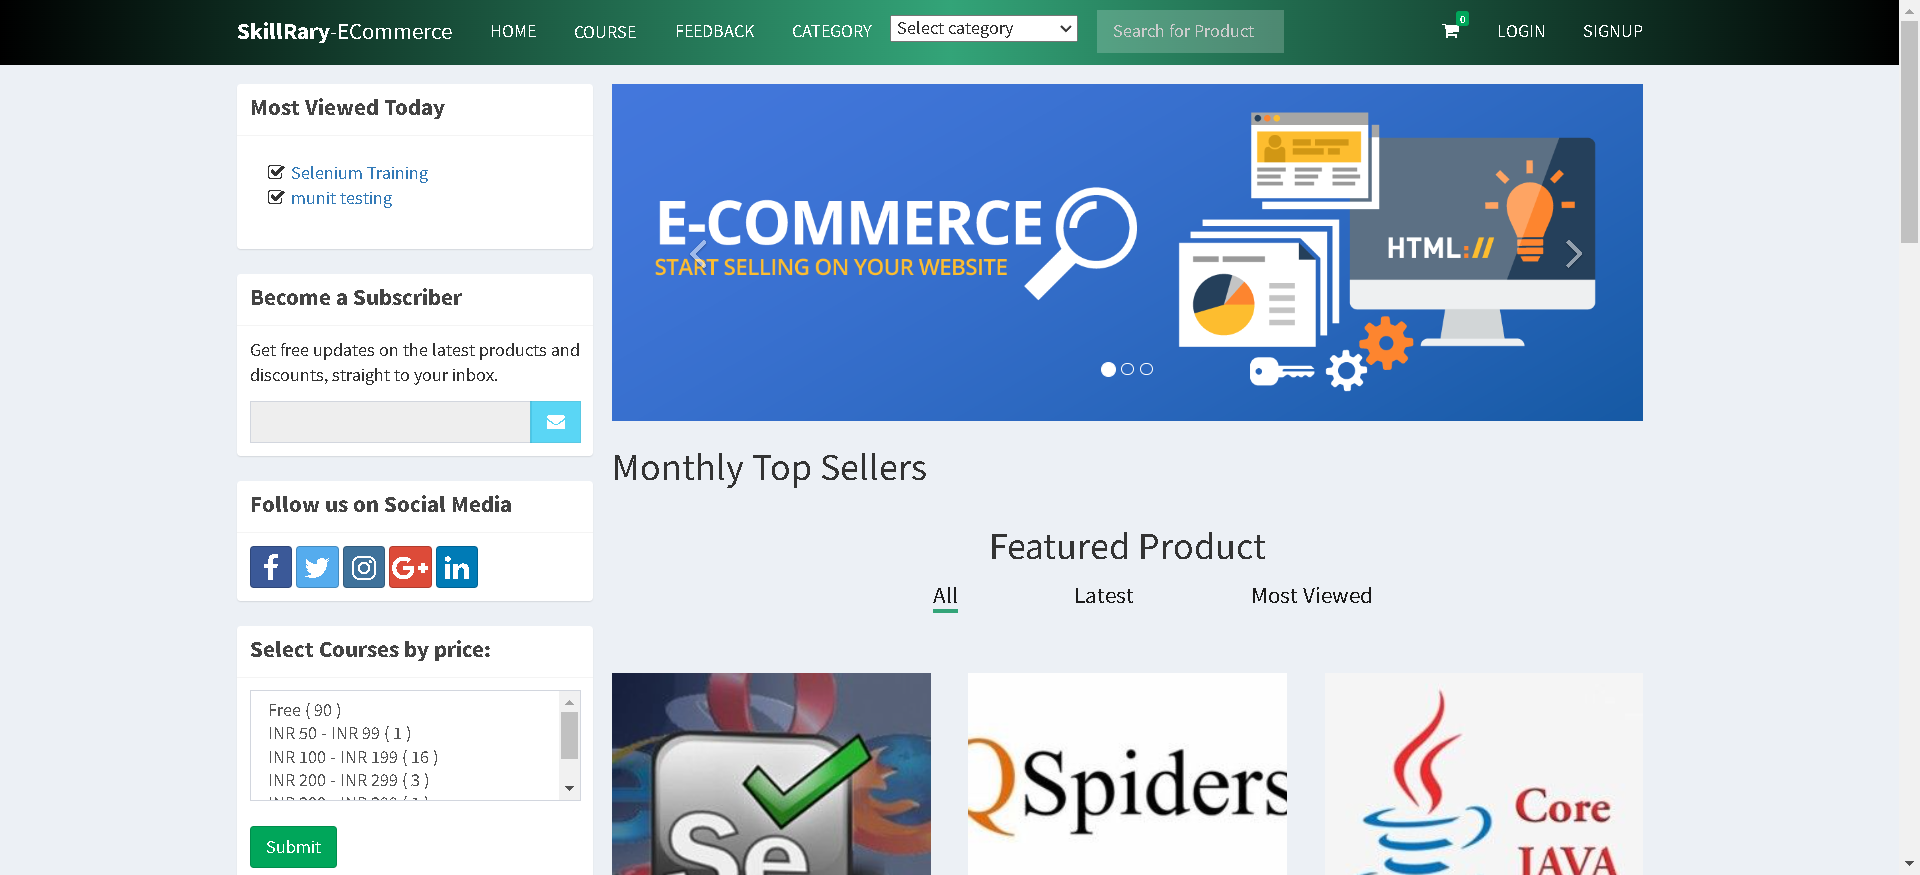 SkillRary-ECommerce HOME COURSE FEEDBACK CATEGORY Select category Search for Product 0 LOGIN SIGNUP
Most Viewed Today
Selenium Training
munit testing
Become a Subscriber
Get free updates on the latest products and
discounts, straight to your inbox.
Follow us on Social Media
Select Courses by price:
Free ( 90 )
INR 50 - INR 99 ( 1 )
INR 100 - INR 199 ( 16 )
INR 200 - INR 299 ( 3 )
Submit
E-COMMERCE
START SELLING ON YOUR WEBSITE
HTML://
Monthly Top Sellers
Featured Product
All Latest Most Viewed
Se
QSpiders
Core
JAVA